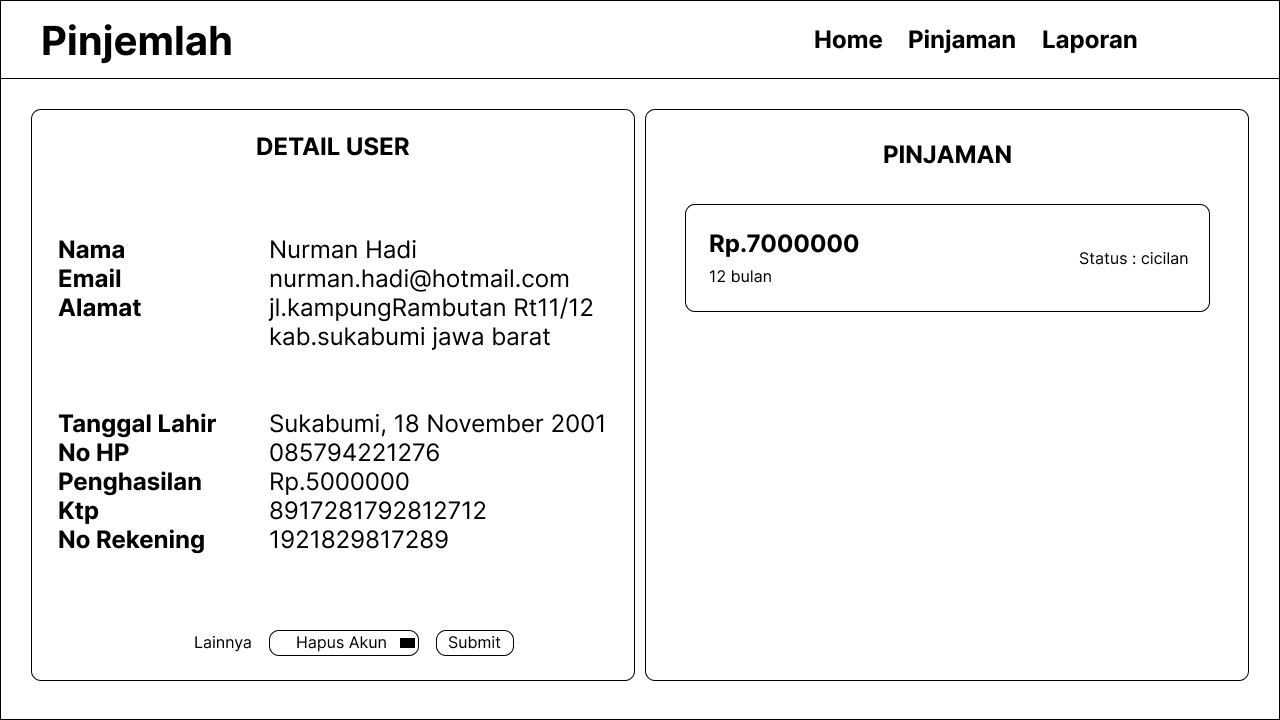 Pinjemlah
Home Pinjaman Laporan
DETAIL USER
Nama Nurman Hadi
Email nurman.hadi@hotmail.com
Alamat jl.kampungRambutan Rt11/12
kab.sukabumi jawa barat
Tanggal Lahir Sukabumi, 18 November 2001
No HP 085794221276
Penghasilan Rp.5000000
Ktp 8917281792812712
No Rekening 1921829817289
Lainnya Hapus Akun Submit
PINJAMAN
Rp.7000000
12 bulan
Status : cicilan